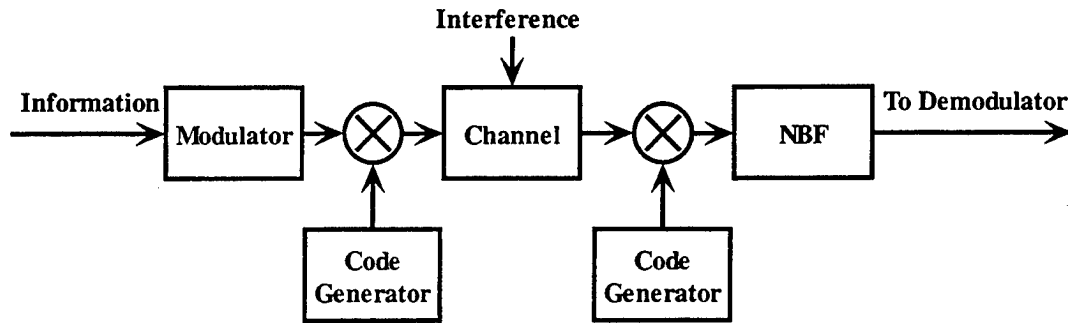 Interference
Information
Modulator
Channel
NBF
To Demodulator
Code
Generator
Code
Generator